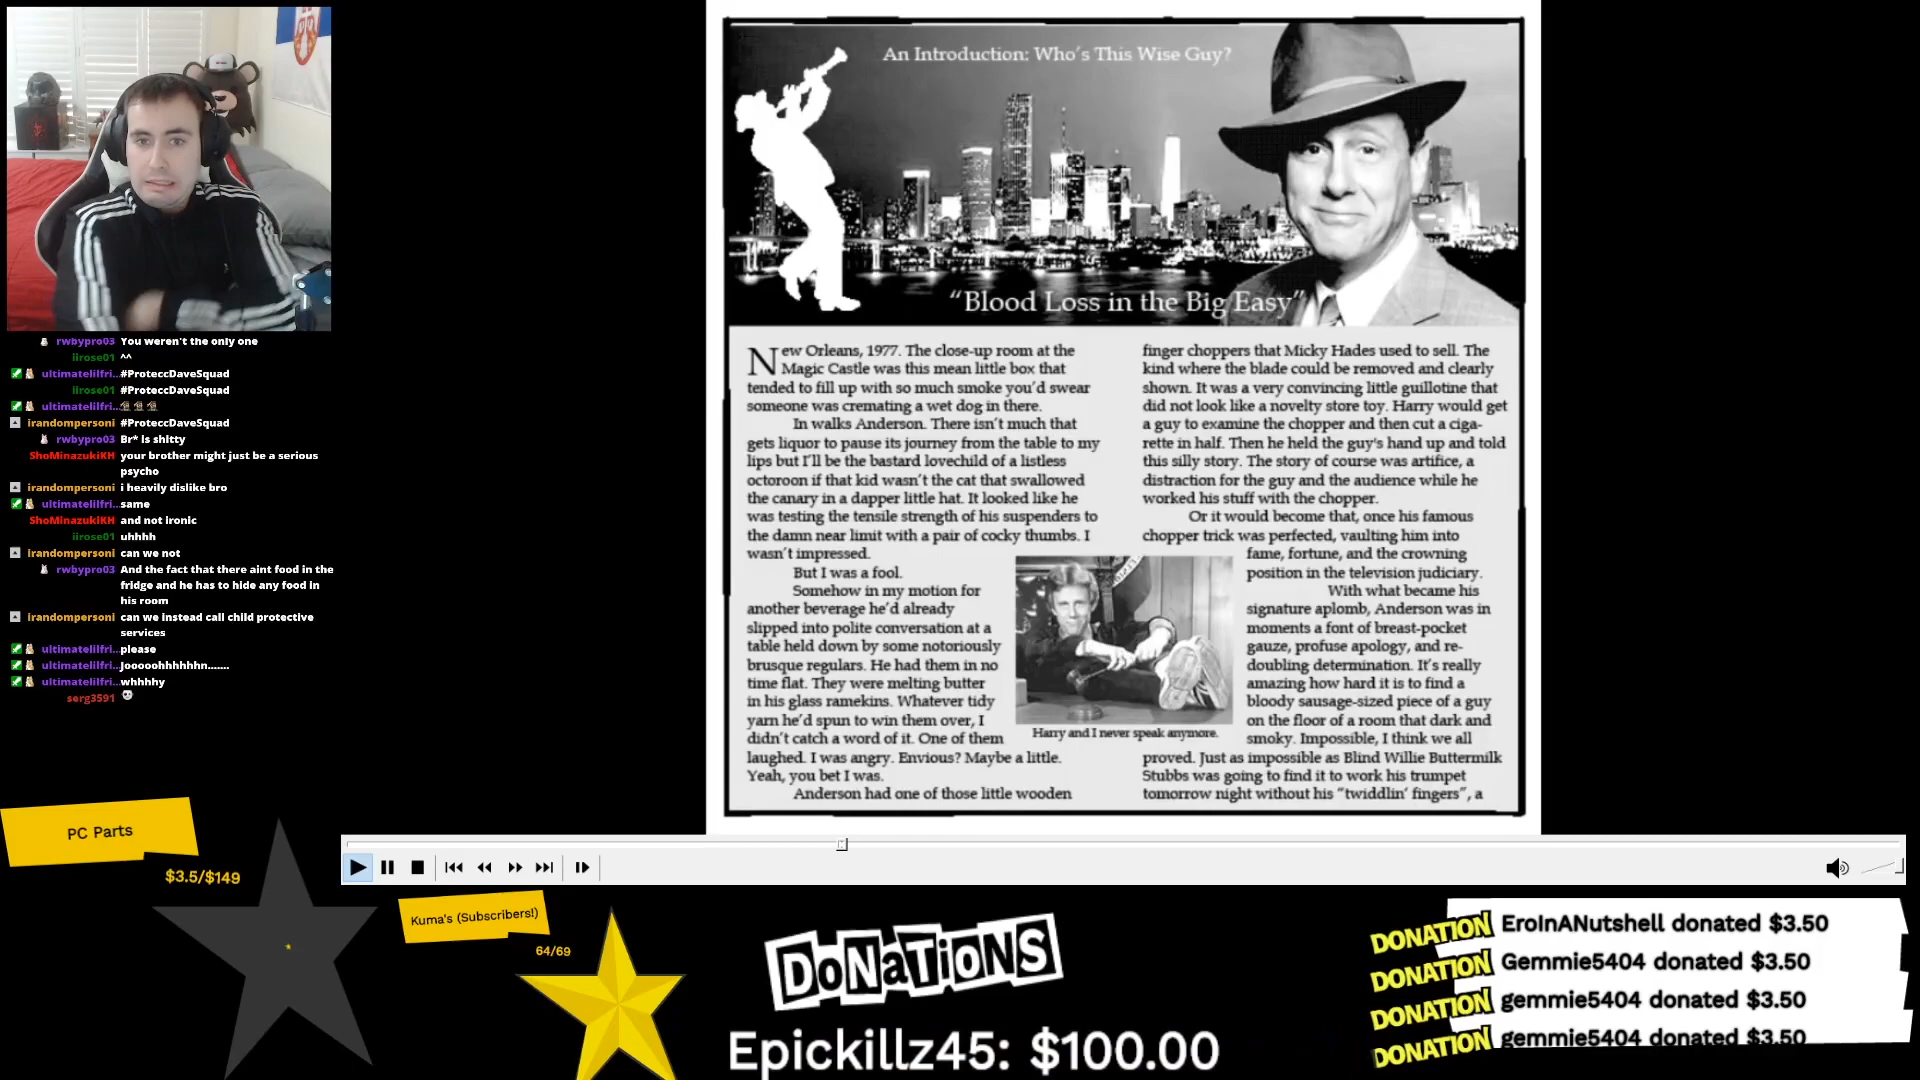 rwbypro03 You weren't the only one
iirose01 ^^
ultimatelilfri... #ProteccDaveSquad
iirose01 #ProteccDaveSquad
ultimatelilfri...
irandompersoni #ProteccDaveSquad
rwbypro03 Br* is shitty
ShoMinazukiKH your brother might just be a serious
psycho
irandompersoni i heavily dislike bro
ultimatelilfri... same
ShoMinazukiKH and not ironic
iirose01 uhhhh
irandompersoni can we not
rwbypro03 And the fact that there aint food in the
fridge and he has to hide any food in
his room
irandompersoni can we instead call child protective
services
ultimatelilfri... please
ultimatelilfri... Jooooohhhhhhn.......
ultimatelilfri... whhhhy
serg3591
An Introduction: Who's This Wise Guy?
"Blood Loss in the Big Easy"
New Orleans, 1977. The close-up room at the
Magic Castle was this mean little box that
tended to fill up with so much smoke you'd swear
someone was cremating a wet dog in there.
In walks Anderson. There isn't much that
gets liquor to pause its journey from the table to my
lips but I'll be the bastard lovechild of a listless
octoroon if that kid wasn't the cat that swallowed
the canary in a dapper little hat. It looked like he
was testing the tensile strength of his suspenders to
the damn near limit with a pair of cocky thumbs. I
wasn't impressed.
But I was a fool.
Somehow in my motion for
another beverage he'd already
slipped into polite conversation at a
table held down by some notoriously
brusque regulars. He had them in no
time flat. They were melting butter
in his glass ramekins. Whatever tidy
yarn he'd spun to win them over, I
didn't catch a word of it. One of them
laughed. I was angry. Envious? Maybe a little.
Yeah, you bet I was.
Anderson had one of those little wooden
Harry and I never speak anymore.
finger choppers that Micky Hades used to sell. The
kind where the blade could be removed and clearly
shown. It was a very convincing little guillotine that
did not look like a novelty store toy. Harry would get
a guy to examine the chopper and then cut a ciga-
rette in half. Then he held the guy's hand up and told
this silly story. The story of course was artifice, a
distraction for the guy and the audience while he
worked his stuff with the chopper.
Or it would become that, once his famous
chopper trick was perfected, vaulting him into
fame, fortune, and the crowning
position in the television judiciary.
With what became his
signature aplomb, Anderson was in
moments a font of breast-pocket
gauze, profuse apology, and re-
doubling determination. It's really
amazing how hard it is to find a
bloody sausage-sized piece of a guy
on the floor of a room that dark and
smoky. Impossible, I think we all
proved. Just as impossible as Blind Willie Buttermilk
Stubbs was going to find it to work his trumpet
tomorrow night without his "twiddlin' fingers", a
PC Parts
$3.5/$149
Kuma's (Subscribers!)
64/69
DoNaTiONS
Epickillz45: $100.00
DONATION EroInANutshell donated $3.50
DONATION Gemmie5404 donated $3.50
DONATION gemmie5404 donated $3.50
DONATION gemmie5404 donated $3.50